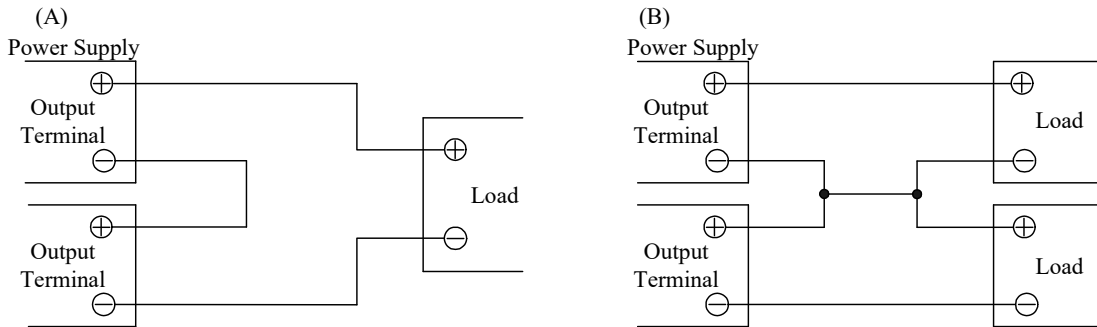 (A)
Power Supply
Output
Terminal
Output
Terminal
Load
(B)
Power Supply
Output
Terminal
Output
Terminal
Load
Load